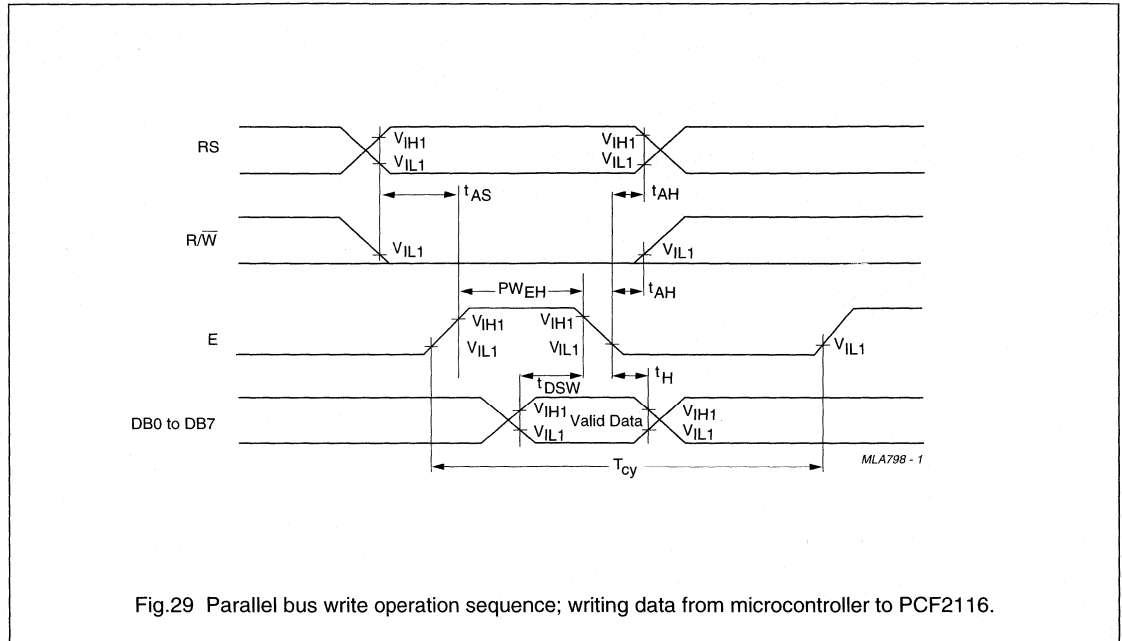 RS
VIH1
VIL1
VIH1
VIL1
tAS
tAH
R/W̅
VIL1
VIL1
PWEH
tAH
E
VIH1
VIL1
VIH1
VIL1
VIL1
tDSW
tH
DB0 to DB7
VIH1
VIL1
Valid Data
VIH1
VIL1
Tcy
MLA798 - 1
Fig.29 Parallel bus write operation sequence; writing data from microcontroller to PCF2116.